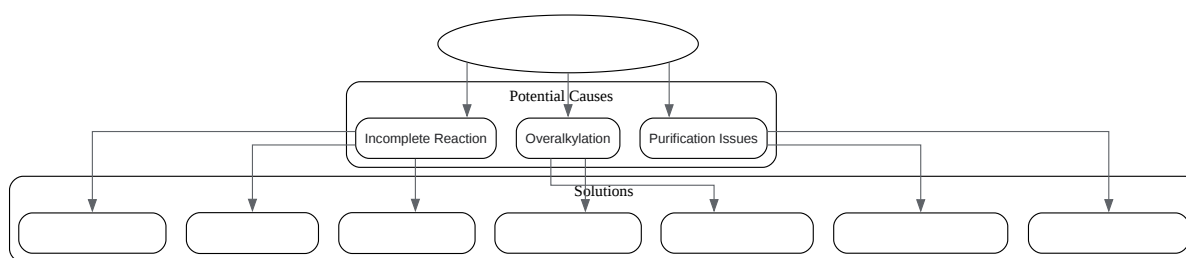 Potential Causes
Incomplete Reaction
Overalkylation
Purification Issues
Solutions